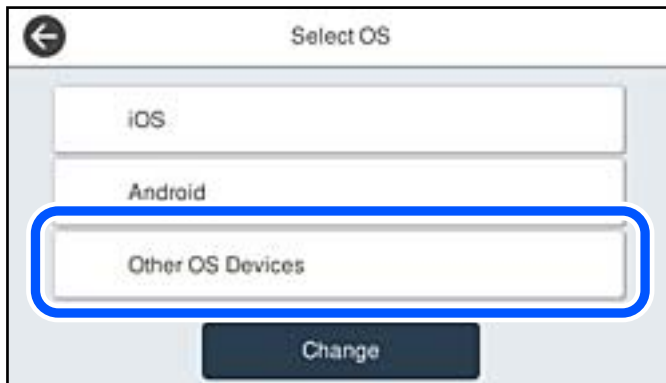 Select OS
iOS
Android
Other OS Devices
Change